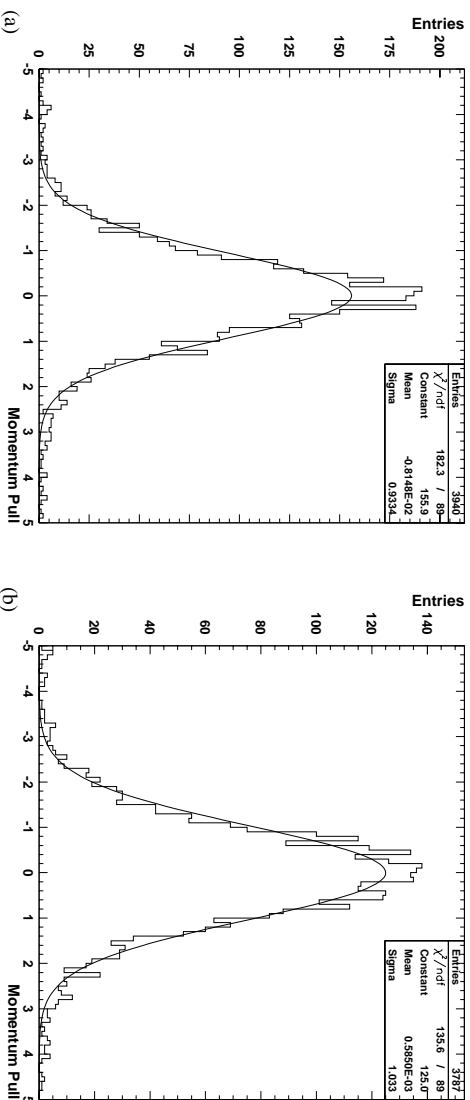 Entries
200
175
150
125
100
75
50
25
0
Entries 3940
χ²/ndf 182.3 / 89
Constant 155.9
Mean -0.8148E-02
Sigma 0.9334
-5 -4 -3 -2 -1 0 1 2 3 4 5
Momentum Pull
(a)
Entries
140
120
100
80
60
40
20
0
Entries 3787
χ²/ndf 135.6 / 89
Constant 125.0
Mean 0.5850E-03
Sigma 1.033
-5 -4 -3 -2 -1 0 1 2 3 4 5
Momentum Pull
(b)